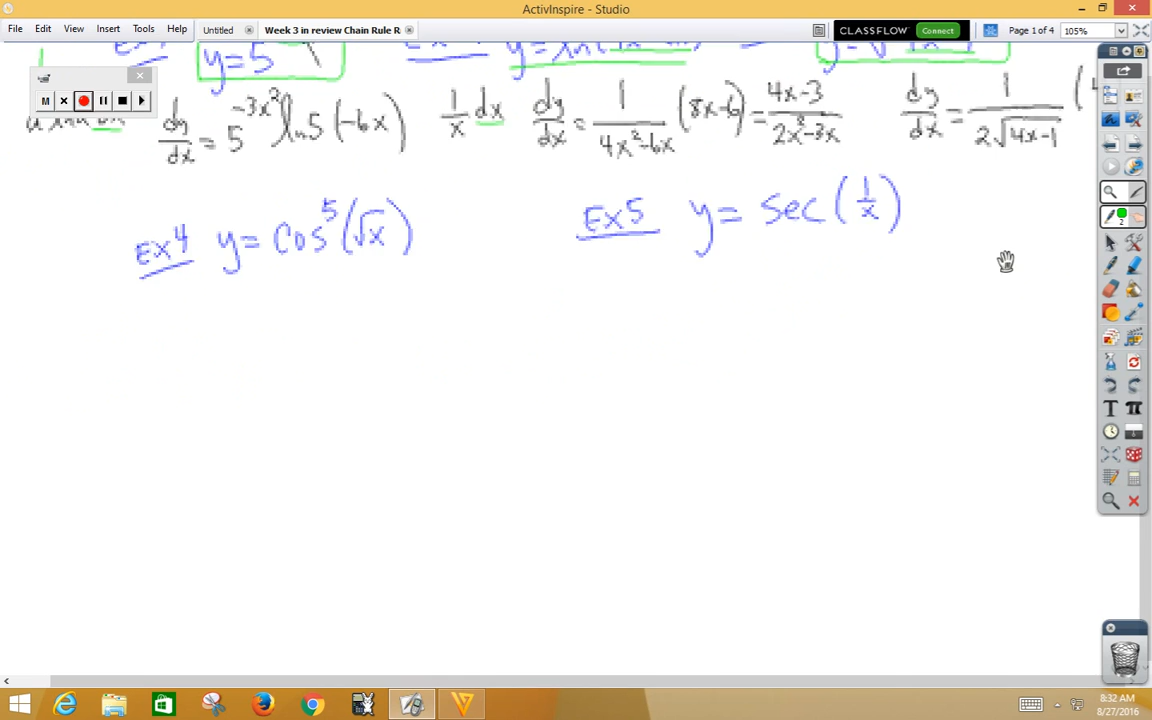 ActivInspire - Studio
File Edit View Insert Tools Help Untitled Week 3 in review Chain Rule R CLASSFLOW Connect Page 1 of 4 105%
y=5
M
dy/dx = 5^{-3x²} ln5 (-6x)
1/x dx
dy/dx = 1/(4x²-6x) (8x-6) = (4x-3)/(2x²-3x)
dy/dx = 1/(2√(4x-1))
Ex4 y= cos⁵(√x)
Ex5 y= sec(1/x)
2
T π
8:32 AM
8/27/2016